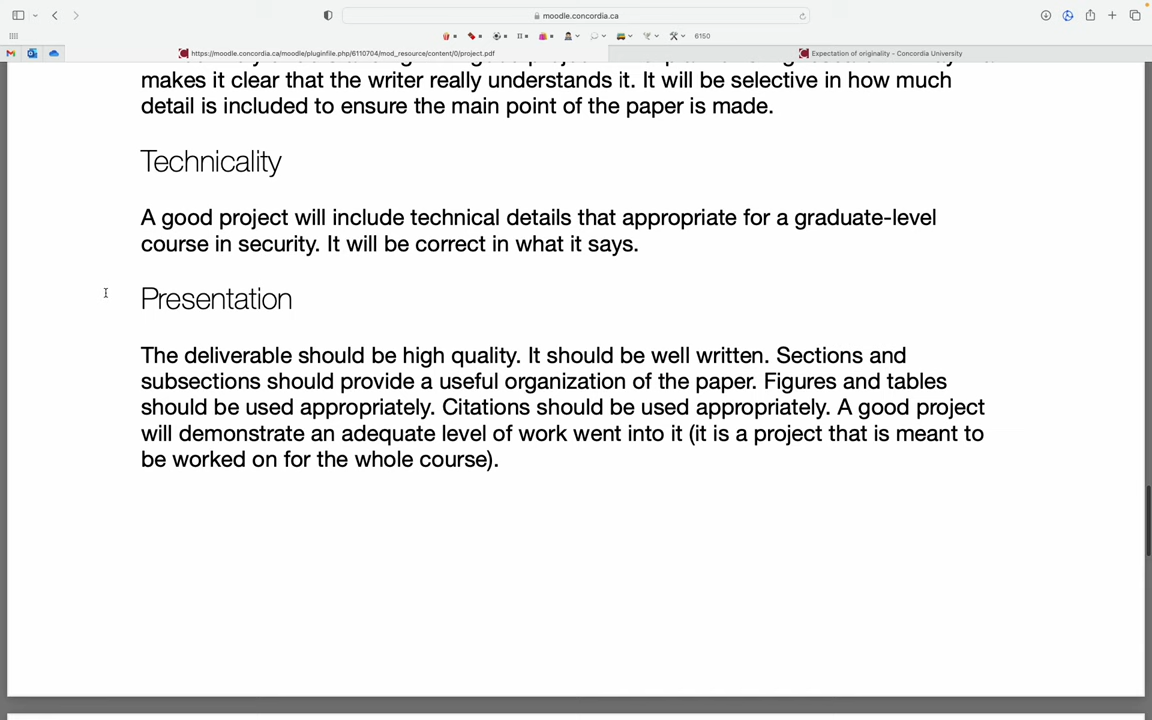 moodle.concordia.ca
6150
https://moodle.concordia.ca/moodle/pluginfile.php/6110704/mod_resource/content/0/project.pdf
Expectation of originality - Concordia University
makes it clear that the writer really understands it. It will be selective in how much
detail is included to ensure the main point of the paper is made.
Technicality
A good project will include technical details that appropriate for a graduate-level
course in security. It will be correct in what it says.
Presentation
The deliverable should be high quality. It should be well written. Sections and
subsections should provide a useful organization of the paper. Figures and tables
should be used appropriately. Citations should be used appropriately. A good project
will demonstrate an adequate level of work went into it (it is a project that is meant to
be worked on for the whole course).